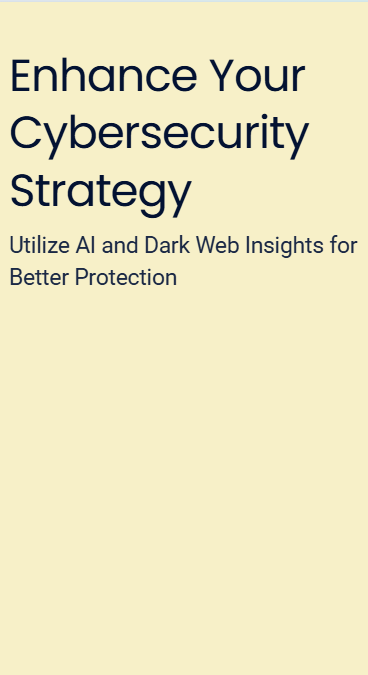 Enhance Your
Cybersecurity
Strategy
Utilize AI and Dark Web Insights for
Better Protection